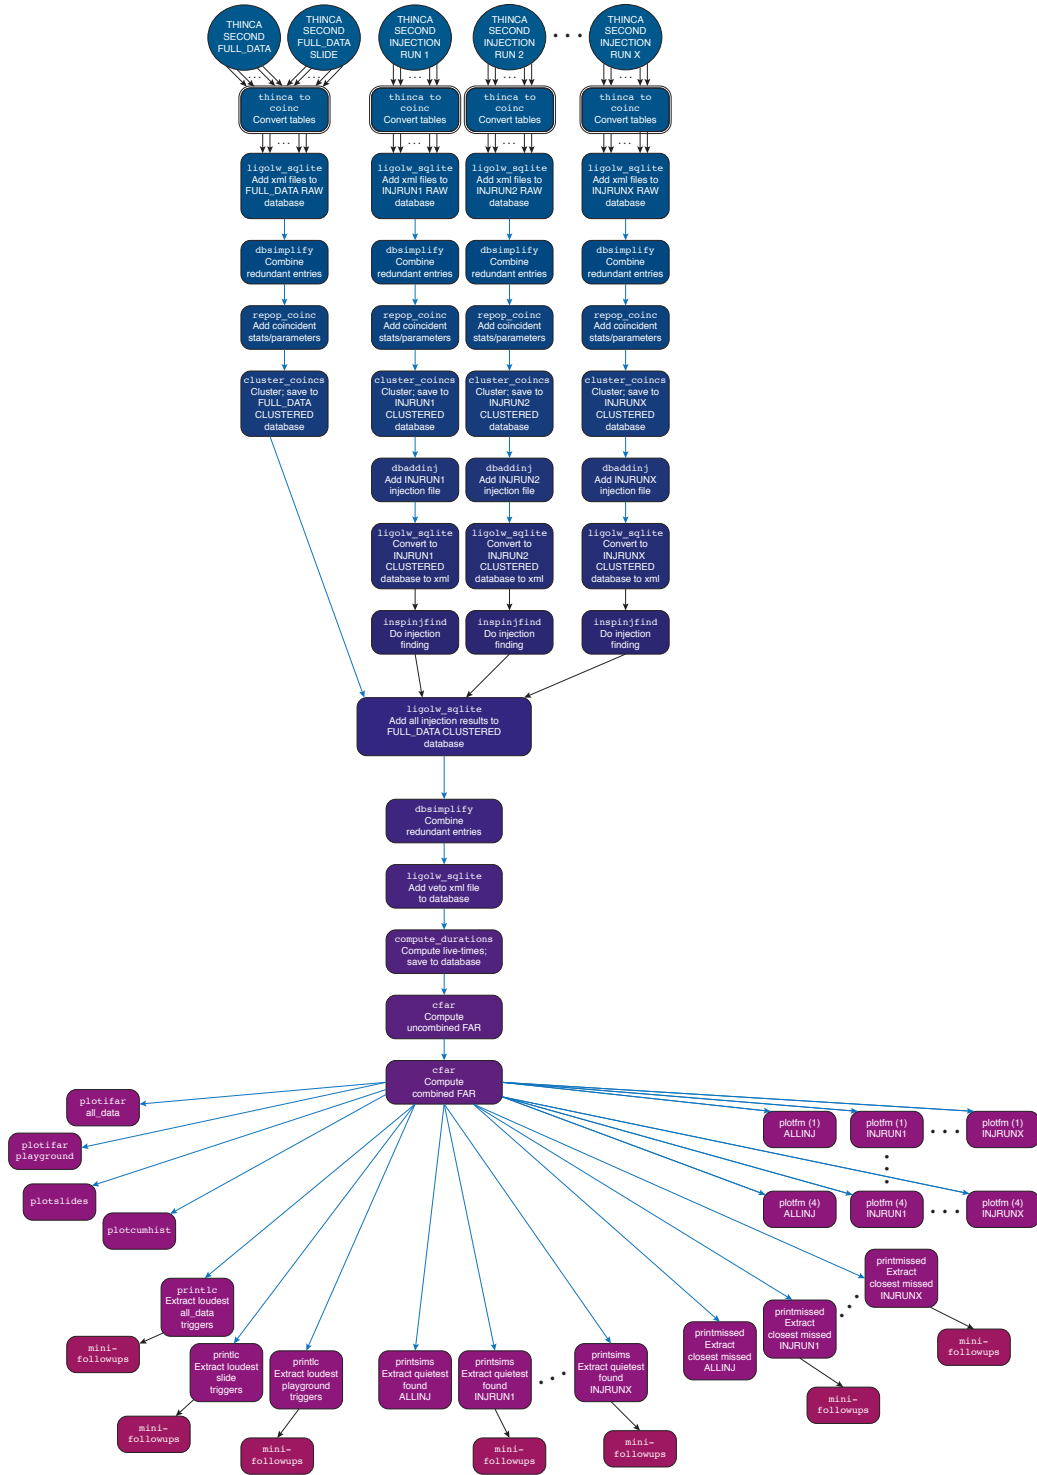 THINCA
SECOND
FULL_DATA
THINCA
SECOND
FULL_DATA
SLIDE
THINCA
SECOND
INJECTION
RUN 1
THINCA
SECOND
INJECTION
RUN 2
THINCA
SECOND
INJECTION
RUN X
thinca to
coinc
Convert tables
thinca to
coinc
Convert tables
thinca to
coinc
Convert tables
thinca to
coinc
Convert tables
ligolw_sqlite
Add xml files to
FULL_DATA RAW
database
ligolw_sqlite
Add xml files to
INJRUN1 RAW
database
ligolw_sqlite
Add xml files to
INJRUN2 RAW
database
ligolw_sqlite
Add xml files to
INJRUNX RAW
database
dbsimplify
Combine
redundant entries
dbsimplify
Combine
redundant entries
dbsimplify
Combine
redundant entries
dbsimplify
Combine
redundant entries
repop_coinc
Add coincident
stats/parameters
repop_coinc
Add coincident
stats/parameters
repop_coinc
Add coincident
stats/parameters
repop_coinc
Add coincident
stats/parameters
cluster_coincs
Cluster; save to
FULL_DATA
CLUSTERED
database
cluster_coincs
Cluster; save to
INJRUN1
CLUSTERED
database
cluster_coincs
Cluster; save to
INJRUN2
CLUSTERED
database
cluster_coincs
Cluster; save to
INJRUNX
CLUSTERED
database
dbaddinj
Add INJRUN1
injection file
dbaddinj
Add INJRUN2
injection file
dbaddinj
Add INJRUNX
injection file
ligolw_sqlite
Convert to
INJRUN1
CLUSTERED
database to xml
ligolw_sqlite
Convert to
INJRUN2
CLUSTERED
database to xml
ligolw_sqlite
Convert to
INJRUNX
CLUSTERED
database to xml
inspinjfind
Do injection
finding
inspinjfind
Do injection
finding
inspinjfind
Do injection
finding
ligolw_sqlite
Add all injection results to
FULL_DATA CLUSTERED
database
dbsimplify
Combine
redundant entries
ligolw_sqlite
Add veto xml file
to database
compute_durations
Compute live-times;
save to database
cfar
Compute
uncombined FAR
cfar
Compute
combined FAR
plotifar
all_data
plotifar
playground
plotslides
plotcumhist
plotfm (1)
ALLINJ
plotfm (1)
INJRUN1
plotfm (1)
INJRUNX
plotfm (4)
ALLINJ
plotfm (4)
INJRUN1
plotfm (4)
INJRUNX
printlc
Extract loudest
all_data
triggers
mini-
followups
printlc
Extract loudest
slide
triggers
mini-
followups
printlc
Extract loudest
playground
triggers
mini-
followups
printsims
Extract quietest
found
ALLINJ
printsims
Extract quietest
found
INJRUN1
mini-
followups
printsims
Extract quietest
found
INJRUNX
mini-
followups
printmissed
Extract
closest missed
ALLINJ
printmissed
Extract
closest missed
INJRUN1
mini-
followups
printmissed
Extract
closest missed
INJRUNX
mini-
followups